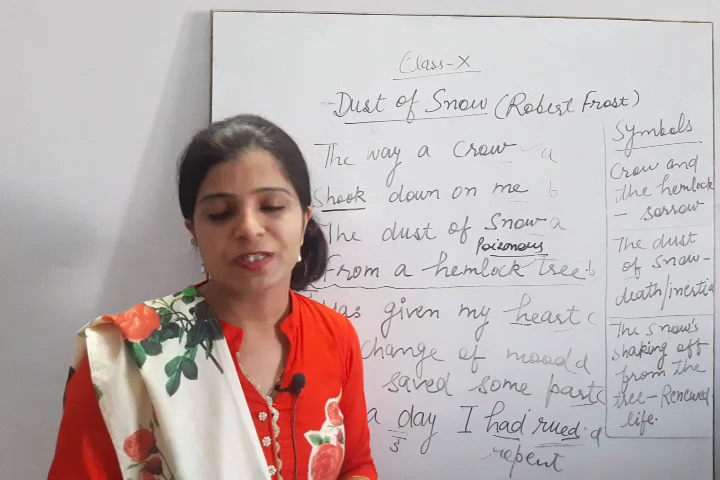 Class-X
Dust of Snow (Robert Frost)
The way a Crow a
Shook down on me b
The dust of Snow a
Poisonous
From a hemlock tree b
Has given my heart c
change of mood d
saved some part c
a day I had rued. d
repent
Symbols
Crow and
the hemlock
- sorrow
The dust
of snow-
death/inertia
The snow's
shaking off
from the
tree-Renewed
life.